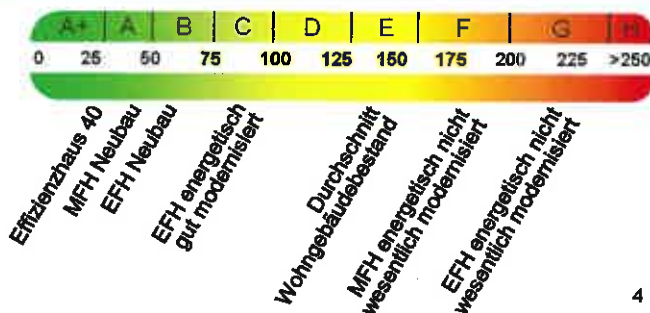 A+ A B C D E F G H
0 25 50 75 100 125 150 175 200 225 >250
Effizienzhaus 40
MFH Neubau
EFH Neubau
EFH energetisch
gut modernisiert
Durchschnitt
Wohngebäudebestand
MFH energetisch nicht
wesentlich modernisiert
EFH energetisch nicht
wesentlich modernisiert
4